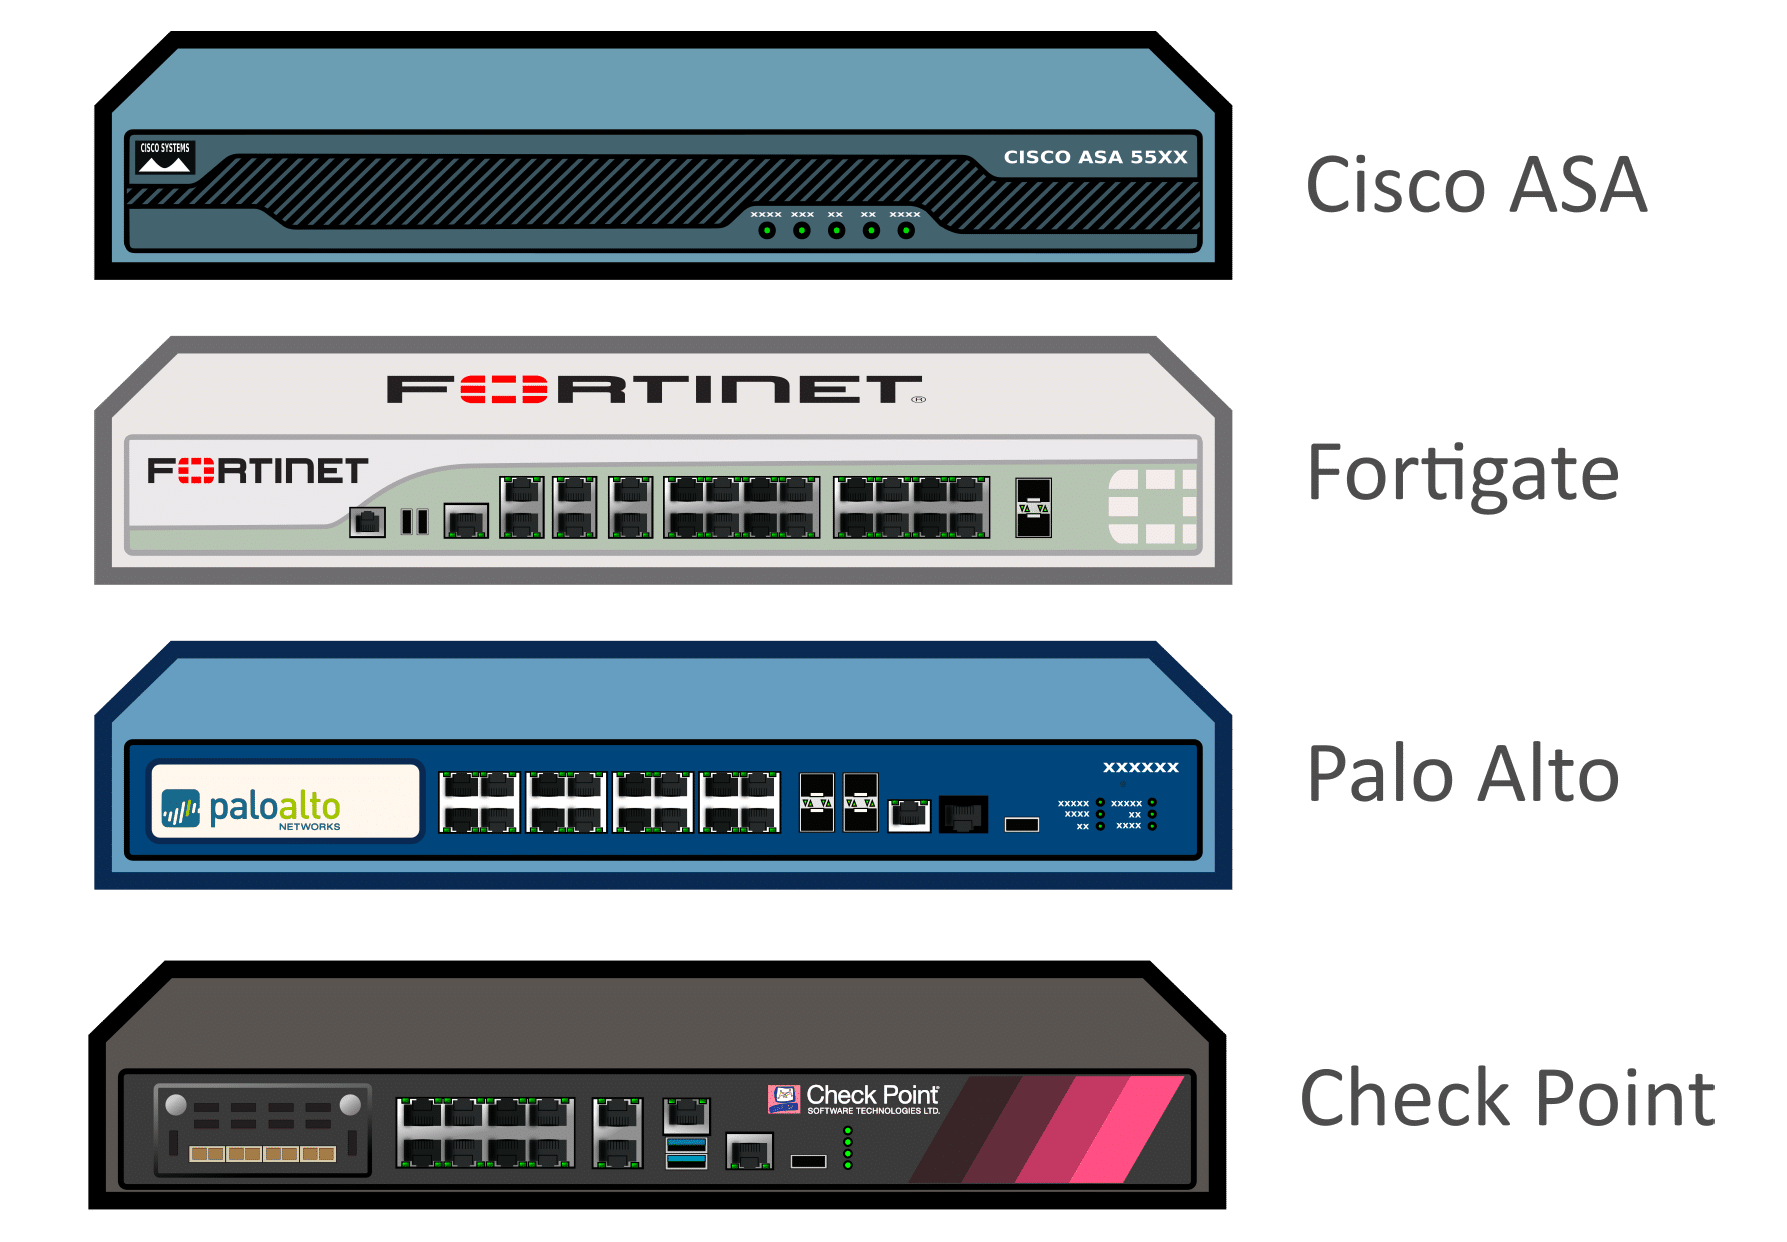 CISCO SYSTEMS
CISCO ASA 55XX
xxxx xxx xx xx xxxx
Cisco ASA
FORTINET®
FORTINET
Fortigate
paloalto
NETWORKS
xxxxxx
xxxxx xxxxx
xxxx xx
xx xxxx
Palo Alto
Check Point
SOFTWARE TECHNOLOGIES LTD.
Check Point